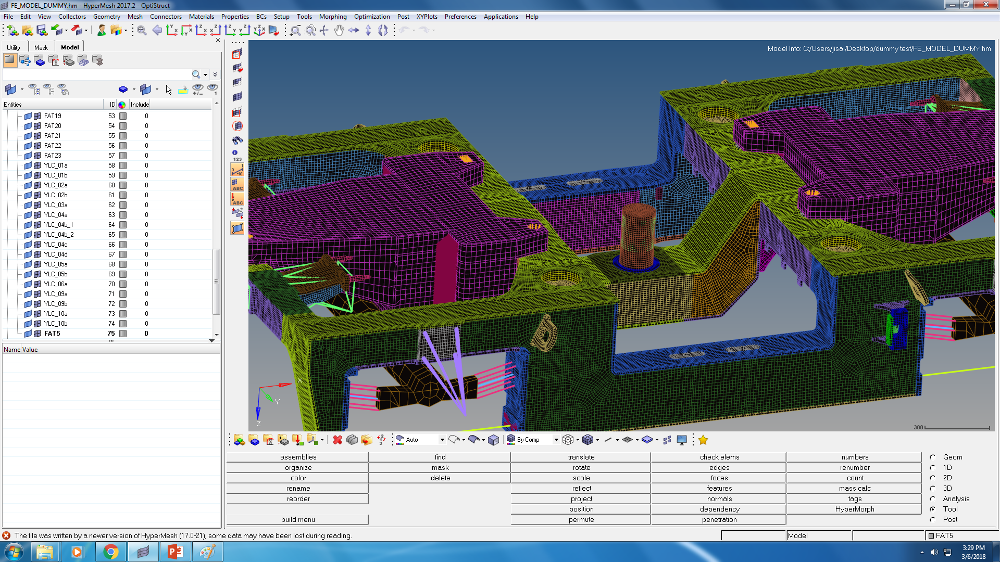 FE_MODEL_DUMMY.hm - HyperMesh 2017.2 - OptiStruct
File Edit View Collectors Geometry Mesh Connectors Materials Properties BCs Setup Tools Morphing Optimization Post XYPlots Preferences Applications Help
Utility Mask Model
Model Info: C:/Users/jisai/Desktop/dummy test/FE_MODEL_DUMMY.hm
Entities ID Include
FAT19 53 0
FAT20 54 0
FAT21 55 0
FAT22 56 0
FAT23 57 0
YLC_01a 58 0
YLC_01b 59 0
YLC_02a 60 0
YLC_02b 61 0
YLC_03a 62 0
YLC_04a 63 0
YLC_04b_1 64 0
YLC_04b_2 65 0
YLC_04c 66 0
YLC_04d 67 0
YLC_05a 68 0
YLC_05b 69 0
YLC_06a 70 0
YLC_09a 71 0
YLC_09b 72 0
YLC_10a 73 0
YLC_10b 74 0
FAT5 75 0
Name Value
123
ABC
ABC
X
Y
Z
300
Auto
By Comp
assemblies find translate check elems numbers Geom
organize mask rotate edges renumber 1D
color delete scale faces count 2D
rename reflect features mass calc 3D
reorder project normals tags Analysis
position dependency HyperMorph Tool
build menu permute penetration Post
The file was written by a newer version of HyperMesh (17.0-21), some data may have been lost during reading.
Model
FAT5
3:29 PM
3/6/2018